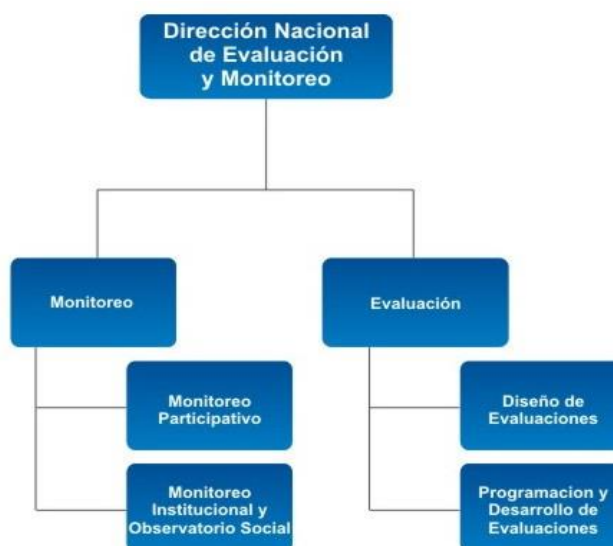 Dirección Nacional
de Evaluación
y Monitoreo
Monitoreo
Evaluación
Monitoreo
Participativo
Diseño de
Evaluaciones
Monitoreo
Institucional y
Observatorio Social
Programacion y
Desarrollo de
Evaluaciones